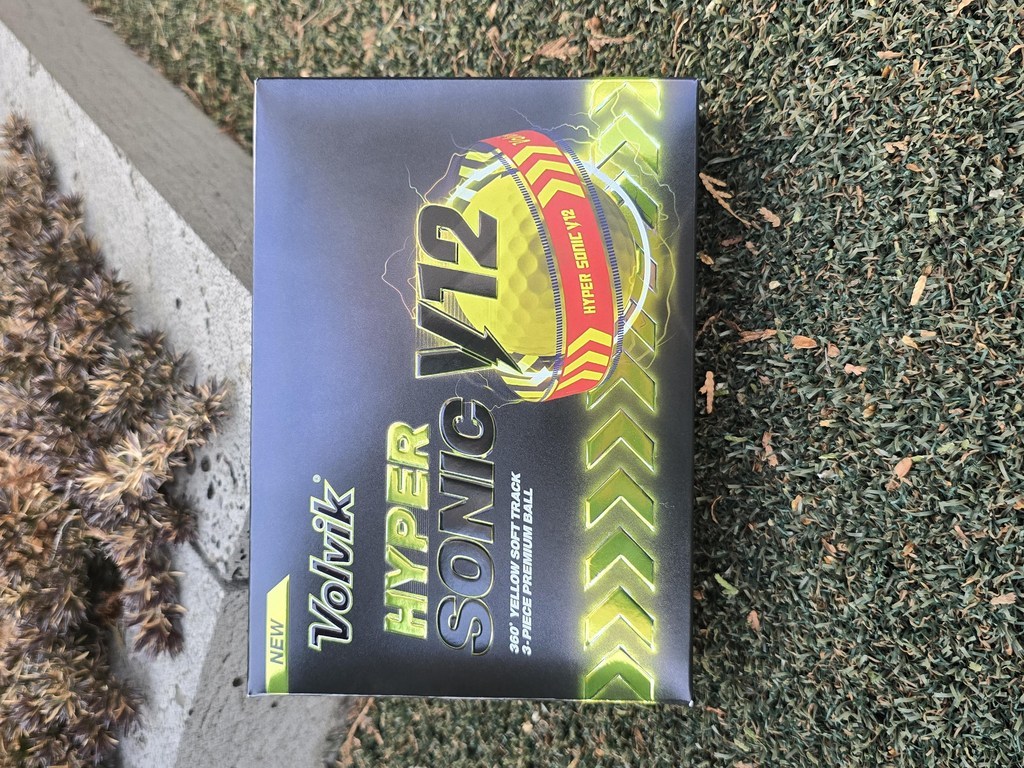 NEW
Volvik®
HYPER
SONIC V12
360° YELLOW SOFT TRACK
3-PIECE PREMIUM BALL
HYPER SONIC V12